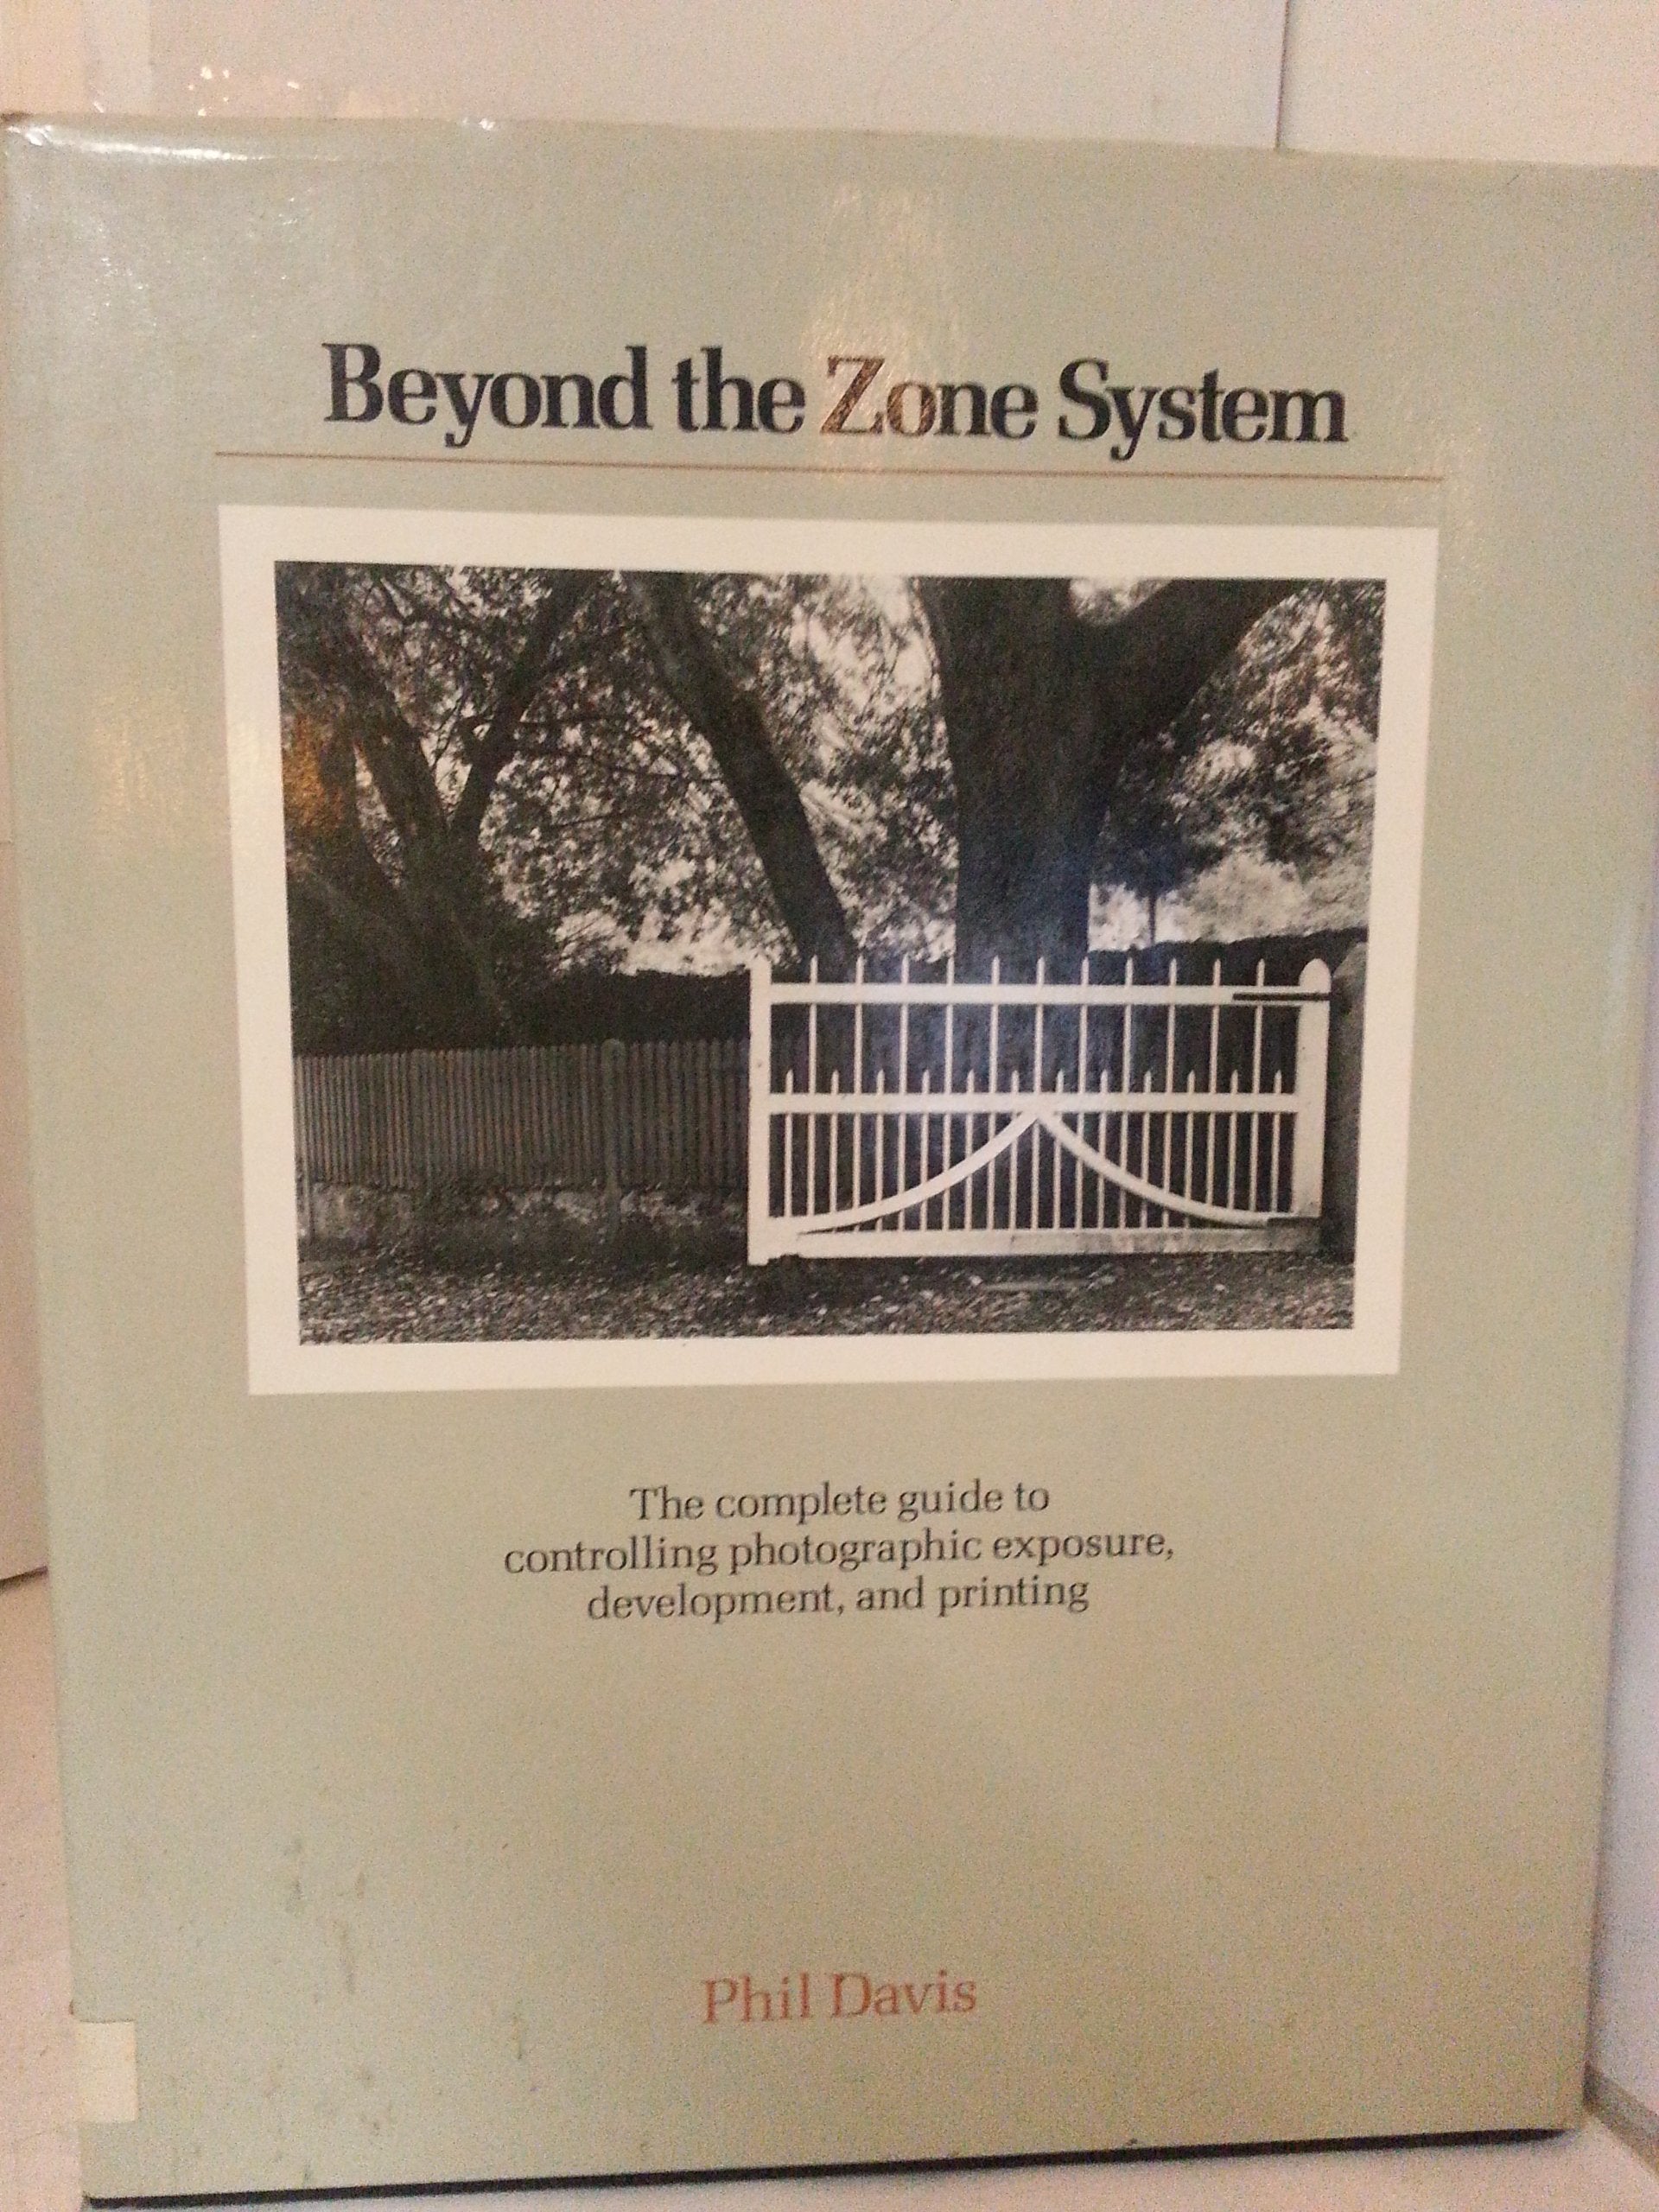 Beyond the Zone System
The complete guide to
controlling photographic exposure,
development, and printing
Phil Davis